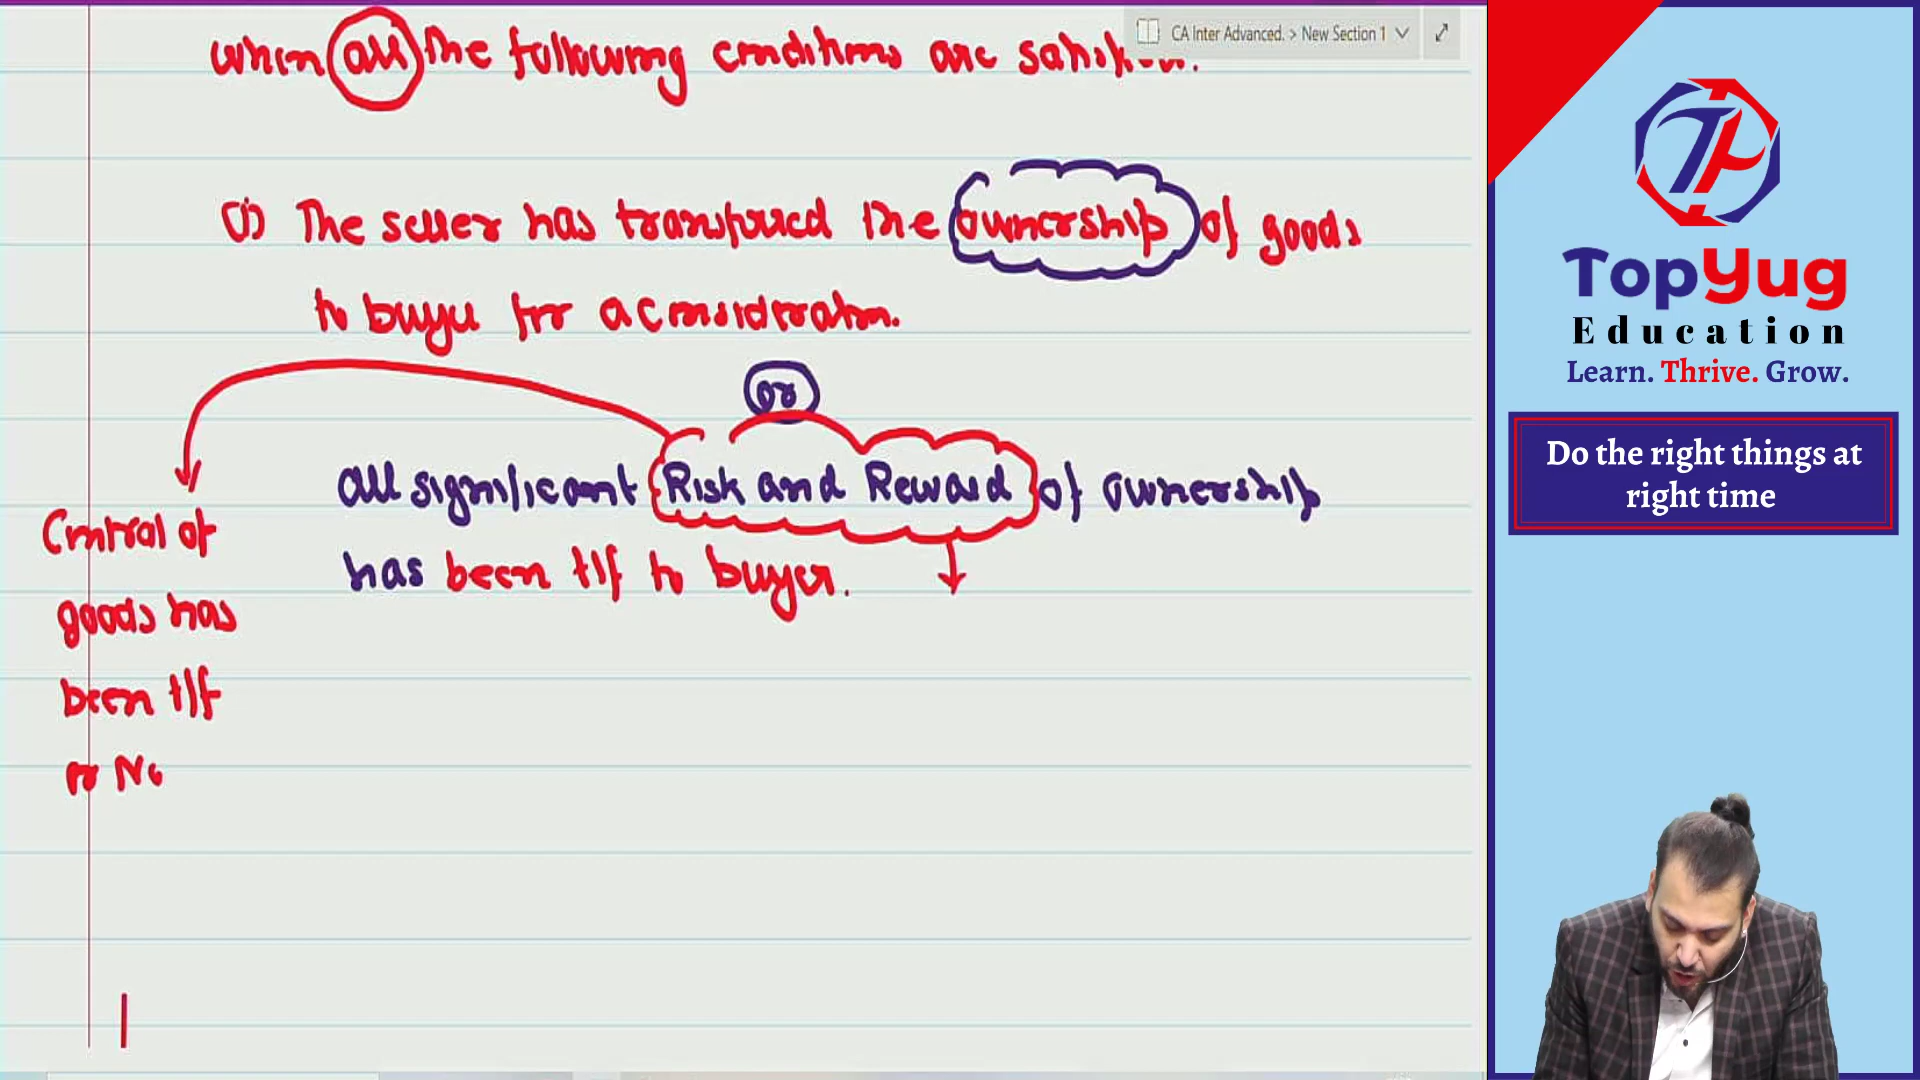 CA Inter Advanced. > New Section 1
when all the following conditions are
(i) The seller has transferred the ownership of goods
to buyer for a consideration.
or
all significant Risk and Reward of ownership
has been t/f to buyer.
Control of
goods has
been t/f
or No
TopYug
Education
Learn. Thrive. Grow.
Do the right things at
right time